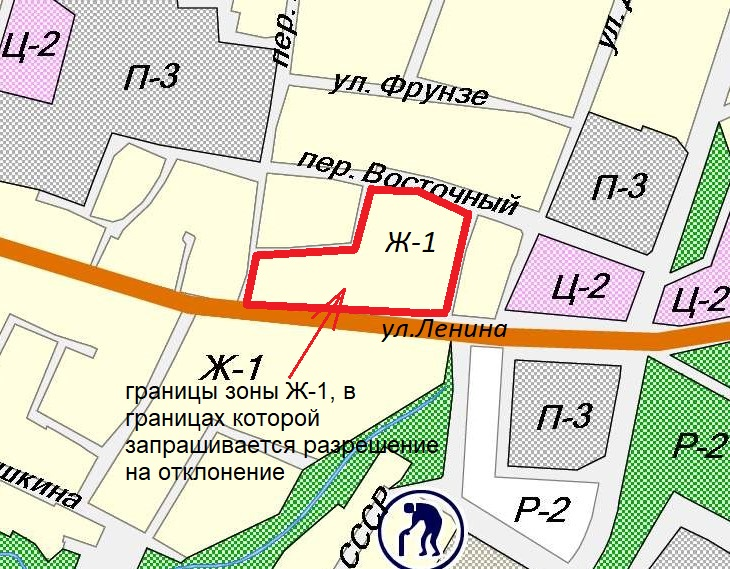 пер.
ул.
Ц-2
П-3
ул. Фрунзе
пер. Восточный
П-3
Ж-1
Ц-2
Ц-2
ул.Ленина
Ж-1
границы зоны Ж-1, в
границах которой
запрашивается разрешение
на отклонение
П-3
Р-2
шкина
СССР
Р-2